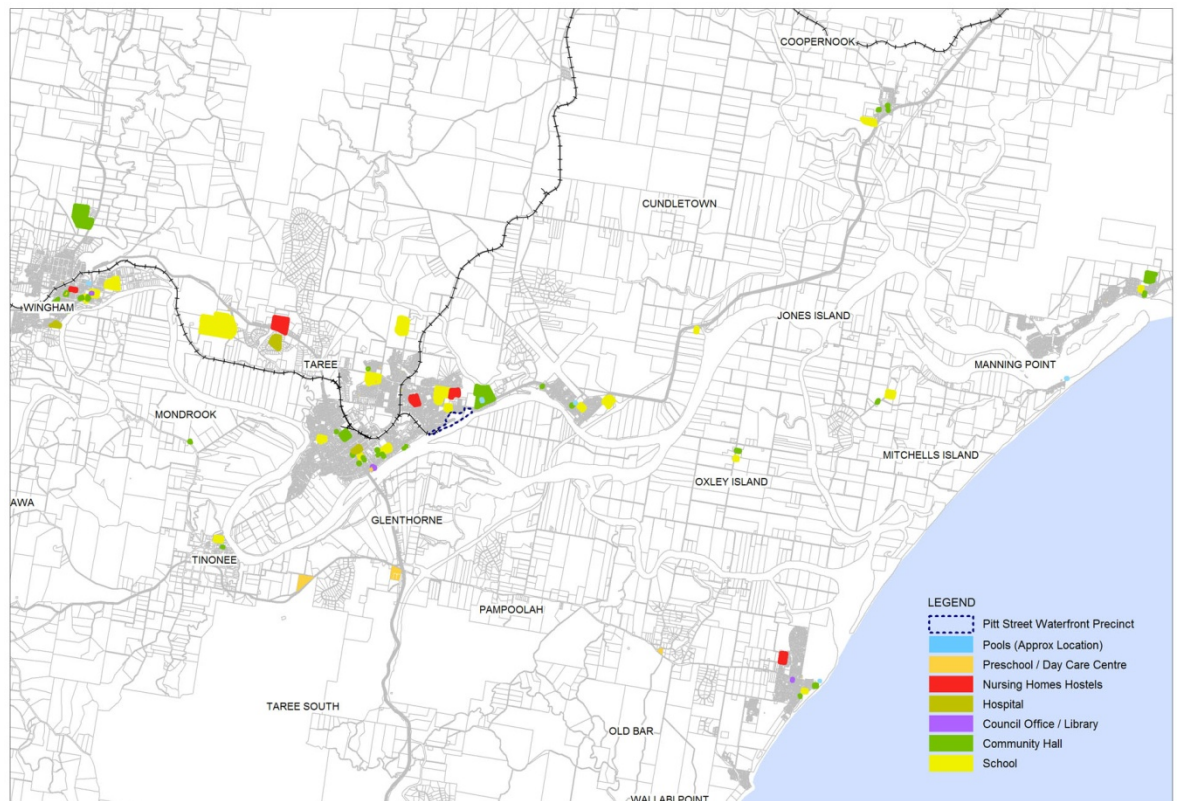 COOPERNOOK
CUNDLETOWN
WINGHAM
JONES ISLAND
TAREE
MANNING POINT
MONDROOK
MITCHELLS ISLAND
OXLEY ISLAND
AWA
GLENTHORNE
TINONEE
PAMPOOLAH
TAREE SOUTH
OLD BAR
WALLABI POINT
LEGEND
Pitt Street Waterfront Precinct
Pools (Approx Location)
Preschool / Day Care Centre
Nursing Homes Hostels
Hospital
Council Office / Library
Community Hall
School